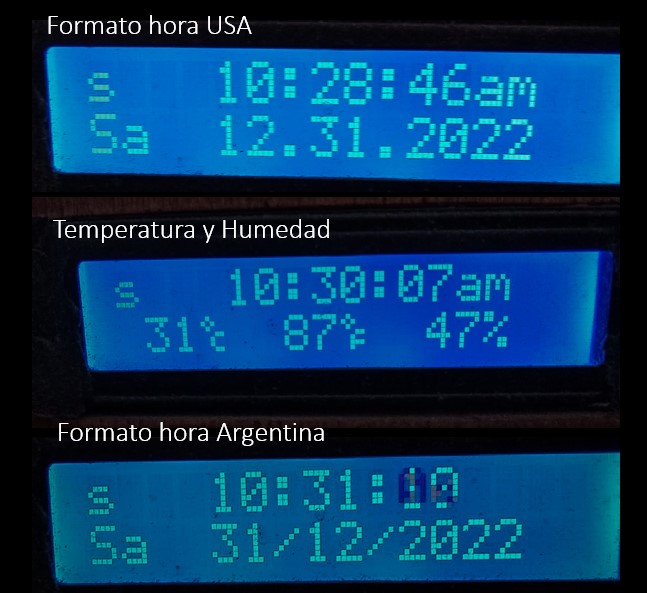 Formato hora USA
s 10:28:46am
Sa 12.31.2022
Temperatura y Humedad
s 10:30:07am
31℃ 87℉ 47%
Formato hora Argentina
s 10:31:
Sa 31/12/2022